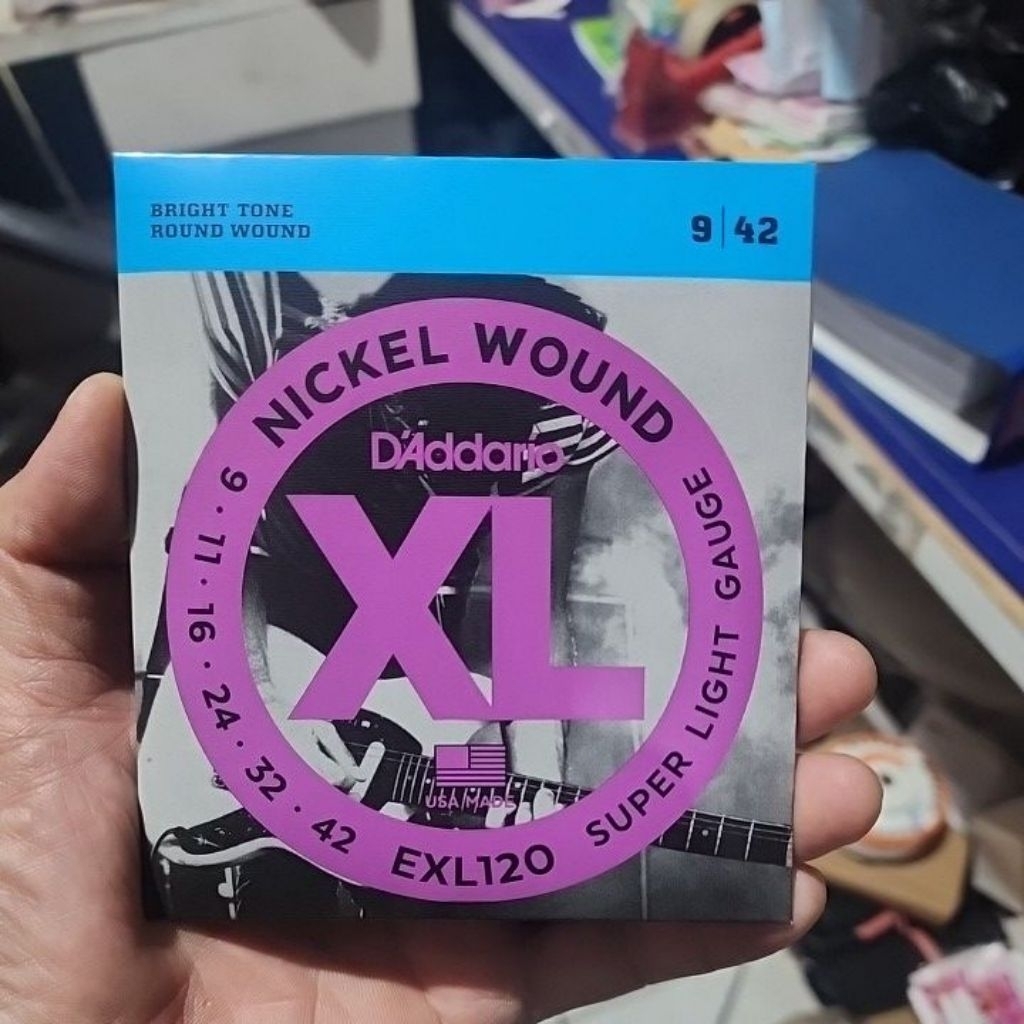 BRIGHT TONE
ROUND WOUND
9 | 42
NICKEL WOUND
D'Addario
XL
USA MADE
9 · 11 · 16 · 24 · 32 · 42
EXL120
SUPER LIGHT GAUGE